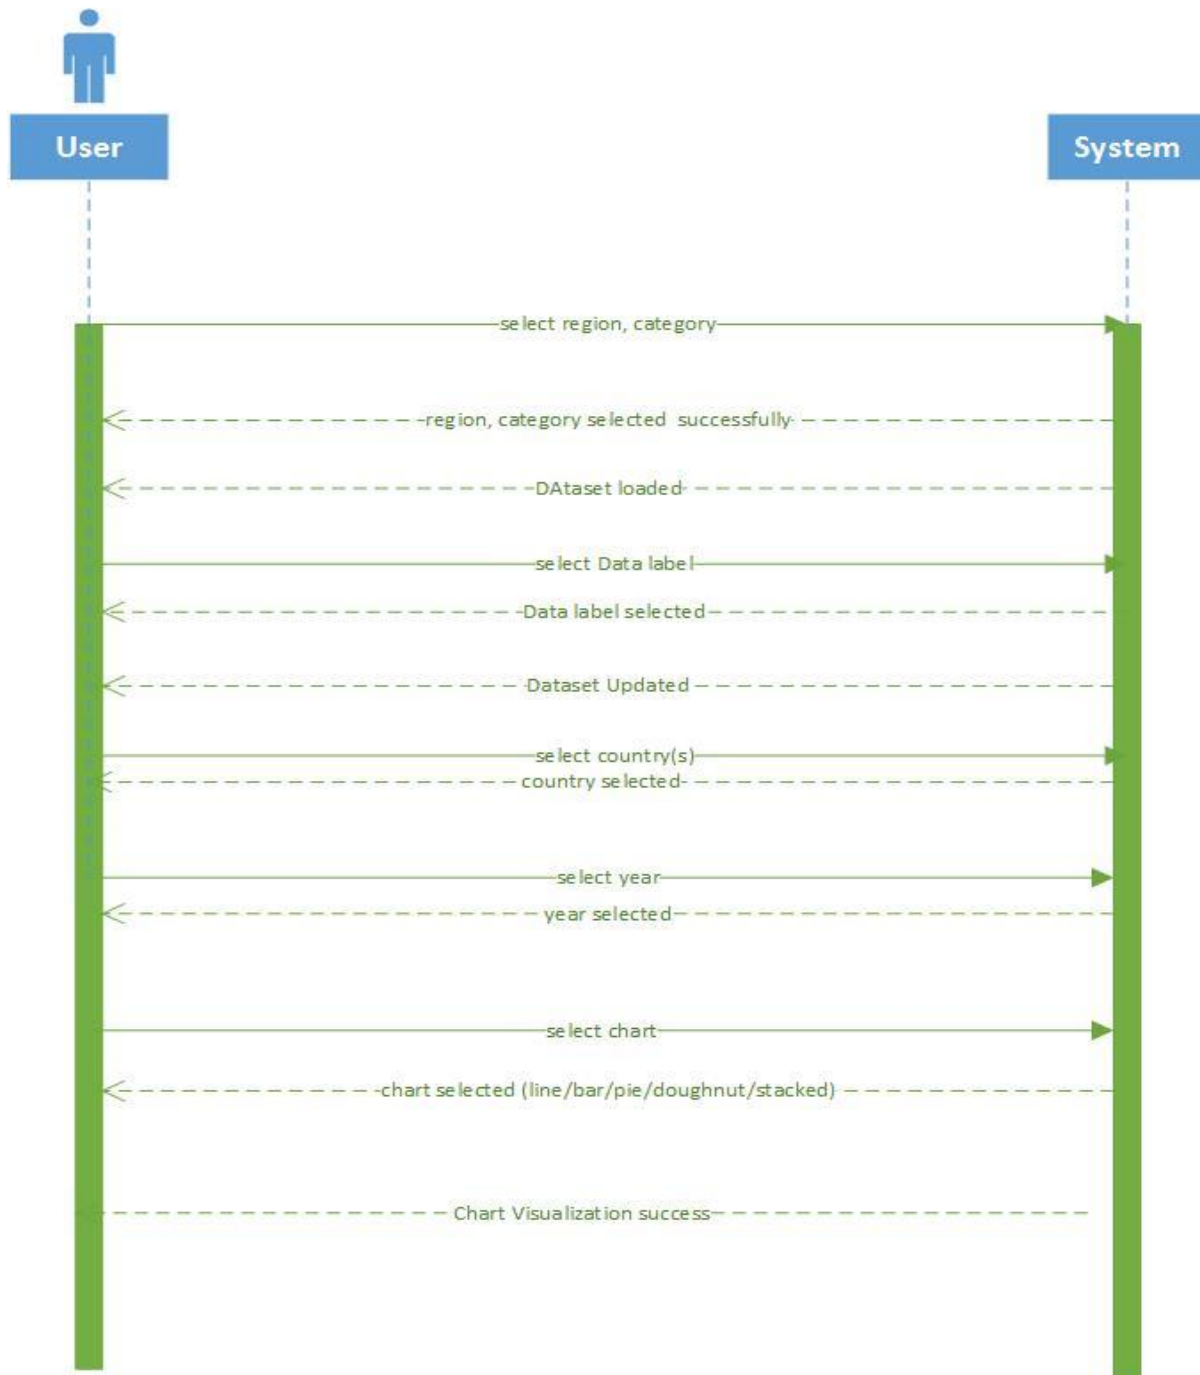 User
System
select region, category
region, category selected  successfully
DAtaset loaded
select Data label
Data label selected
Dataset Updated
select country(s)
country selected
select year
year selected
select chart
chart selected (line/bar/pie/doughnut/stacked)
Chart Visualization success